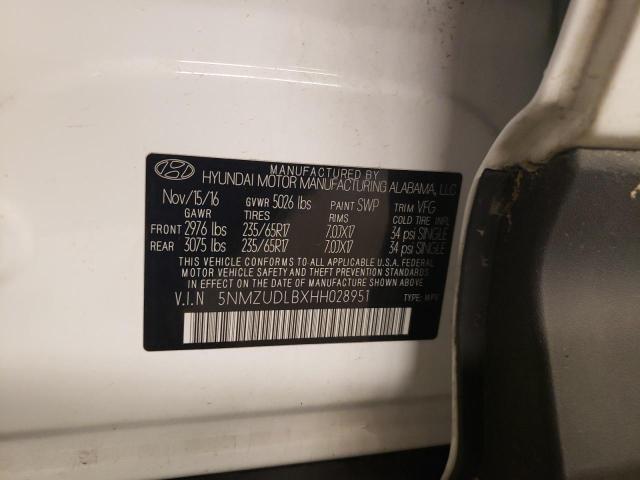 MANUFACTURED BY
HYUNDAI MOTOR MANUFACTURING ALABAMA, LLC
Nov/15/16 GVWR 5026 lbs PAINT SWP TRIM VFG
GAWR TIRES RIMS COLD TIRE INFL
FRONT 2976 lbs 235/65R17 7.0JX17 34 psi SINGLE
REAR 3075 lbs 235/65R17 7.0JX17 34 psi SINGLE
THIS VEHICLE CONFORMS TO ALL APPLICABLE U.S.A. FEDERAL
MOTOR VEHICLE SAFETY AND THEFT PREVENTION STANDARDS
IN EFFECT ON THE DATE OF MANUFACTURE SHOWN ABOVE.
V.I.N 5NMZUDLBXHH028951 TYPE: MPV